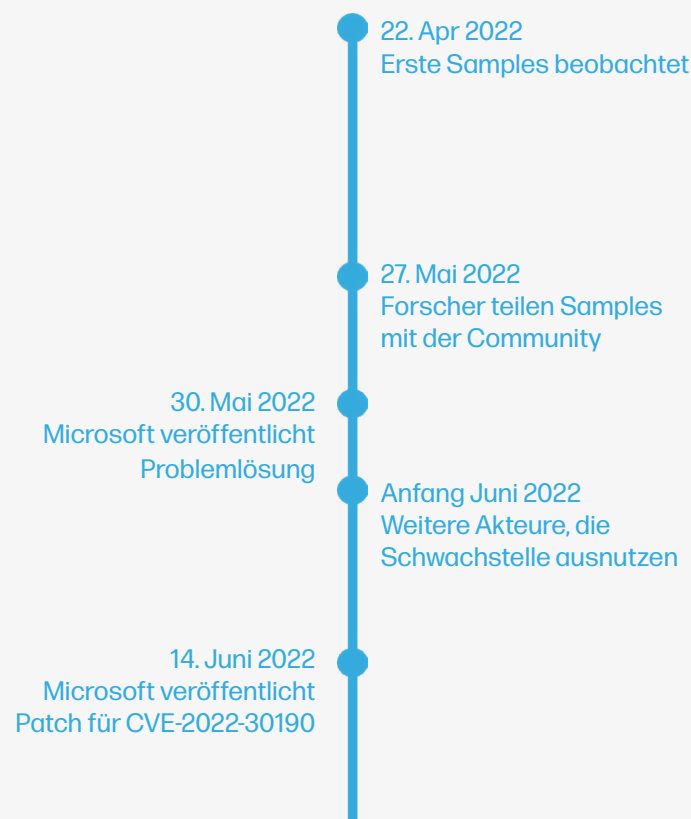 22. Apr 2022
Erste Samples beobachtet
27. Mai 2022
Forscher teilen Samples
mit der Community
30. Mai 2022
Microsoft veröffentlicht
Problemlösung
Anfang Juni 2022
Weitere Akteure, die
Schwachstelle ausnutzen
14. Juni 2022
Microsoft veröffentlicht
Patch für CVE-2022-30190